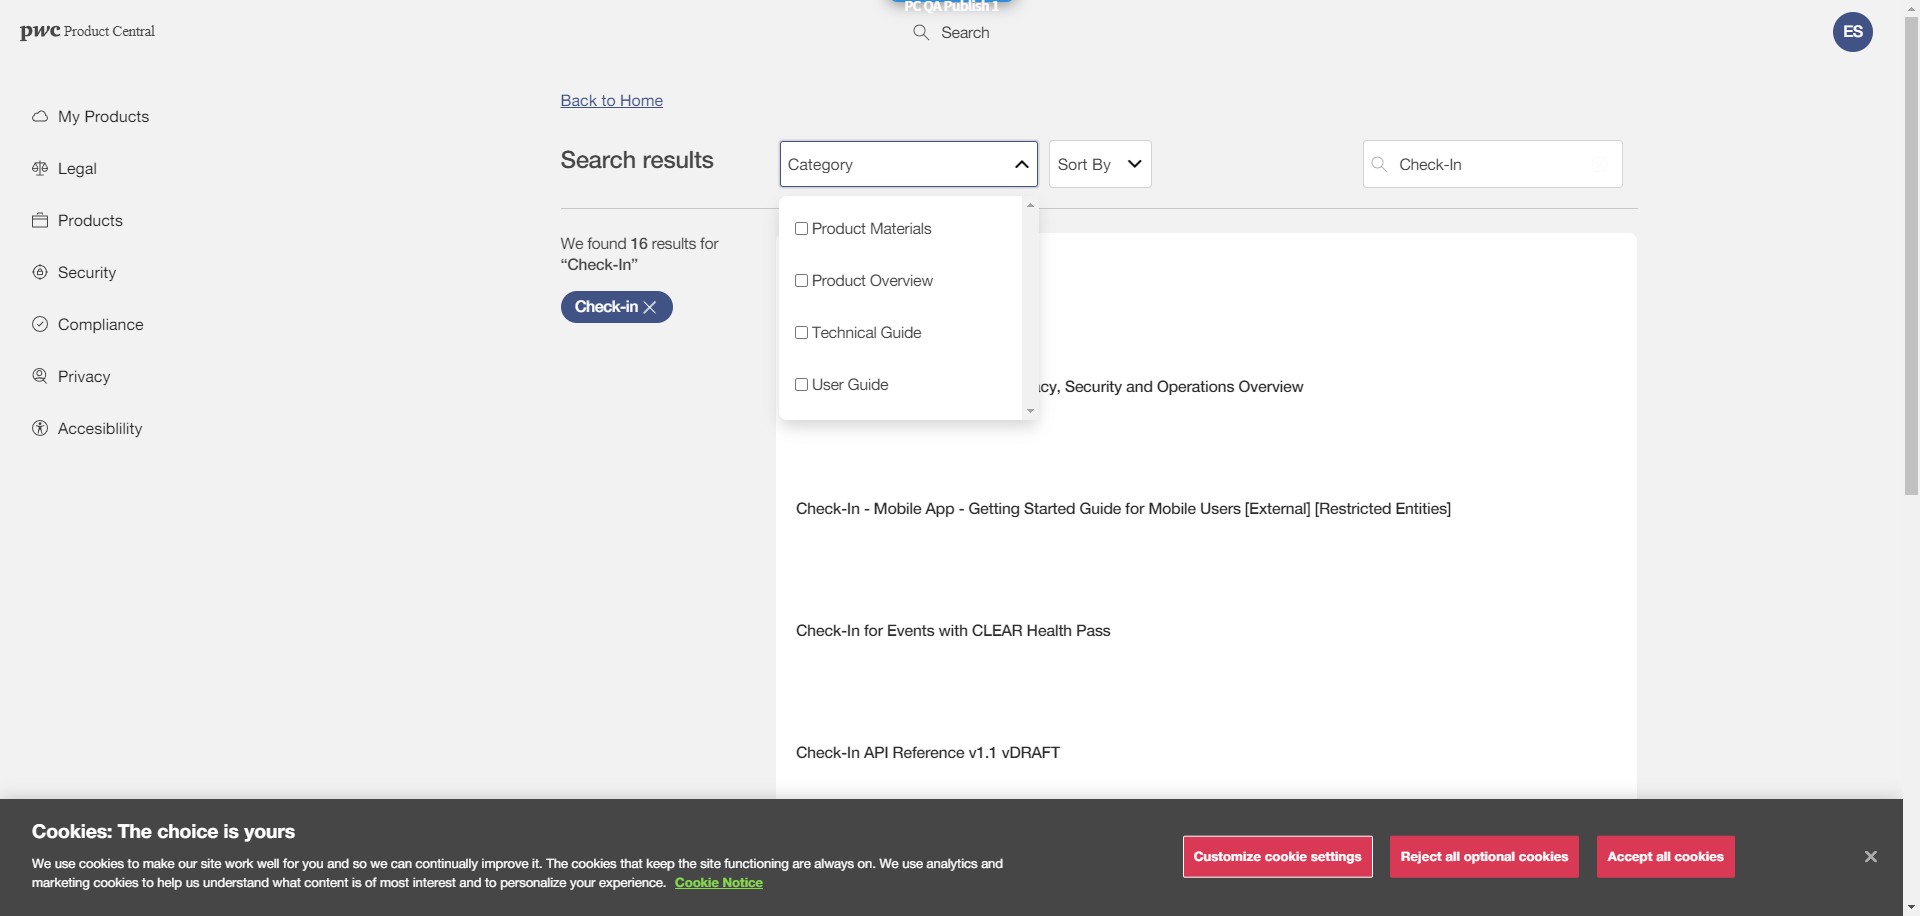 PC QA Publish 1
pwc Product Central
Search
ES
My Products
Legal
Products
Security
Compliance
Privacy
Accesiblility
Back to Home
Search results
Category
Sort By
Check-In
We found 16 results for
“Check-In”
Check-in
Product Materials
Product Overview
Technical Guide
User Guide
Security and Operations Overview
Check-In - Mobile App - Getting Started Guide for Mobile Users [External] [Restricted Entities]
Check-In for Events with CLEAR Health Pass
Check-In API Reference v1.1 vDRAFT
Cookies: The choice is yours
We use cookies to make our site work well for you and so we can continually improve it. The cookies that keep the site functioning are always on. We use analytics and
marketing cookies to help us understand what content is of most interest and to personalize your experience. Cookie Notice
Customize cookie settings
Reject all optional cookies
Accept all cookies